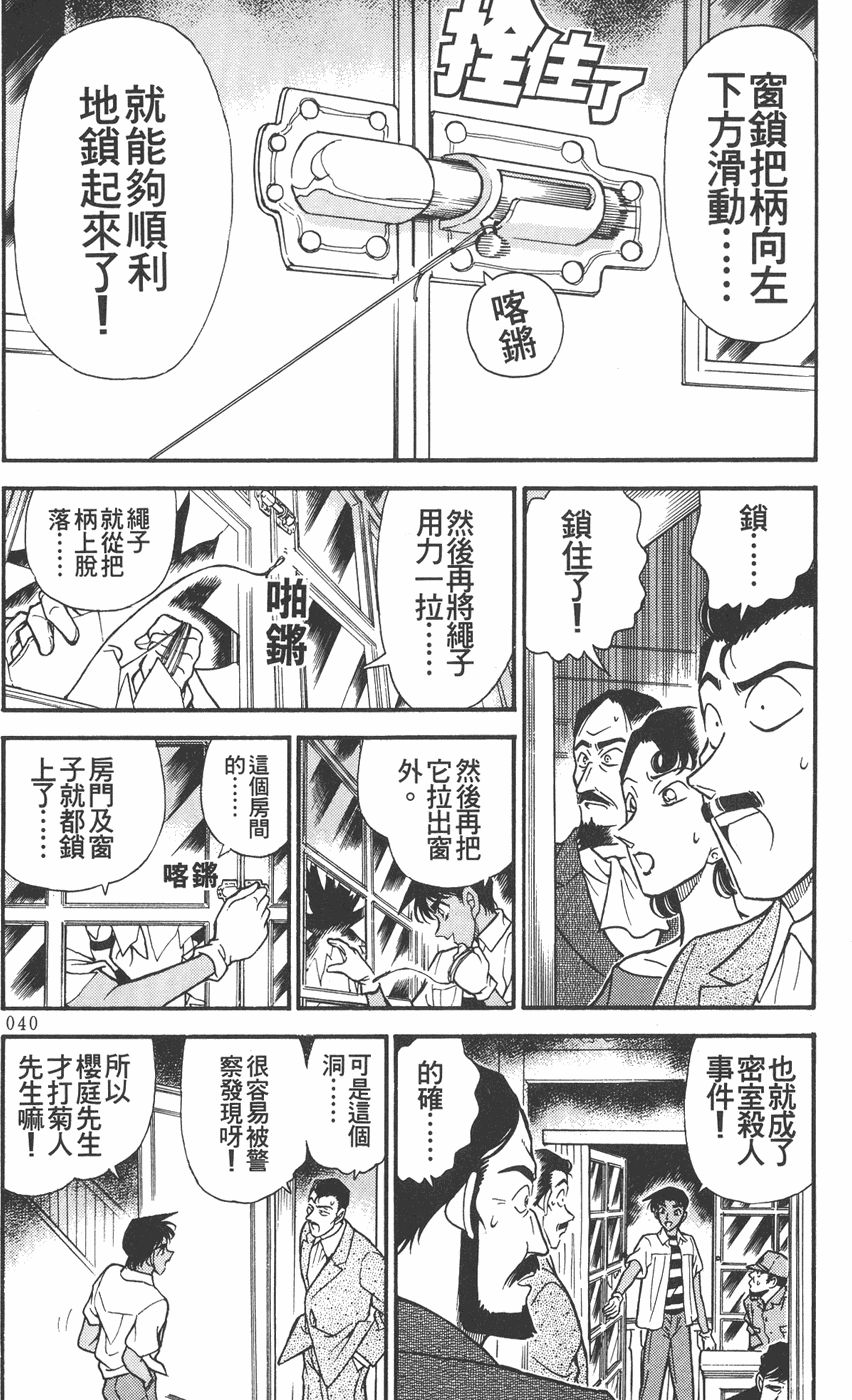 窗鎖把柄向左
下方滑動……
拴住了
喀鏘
就能夠順利
地鎖起來了！
鎖……
鎖住了！
然後再將繩子
用力一拉……
啪鏘
繩子
就從把
柄上脫
落……
然後再把
它拉出窗
外。
這個房間
的……
喀鏘
房門及窗
子就都鎖
上了……
040
也就成了
密室殺人
事件！
的確……
可是這個
洞……
很容易被警
察發現呀！
所以
櫻庭先生
才打菊人
先生嘛！